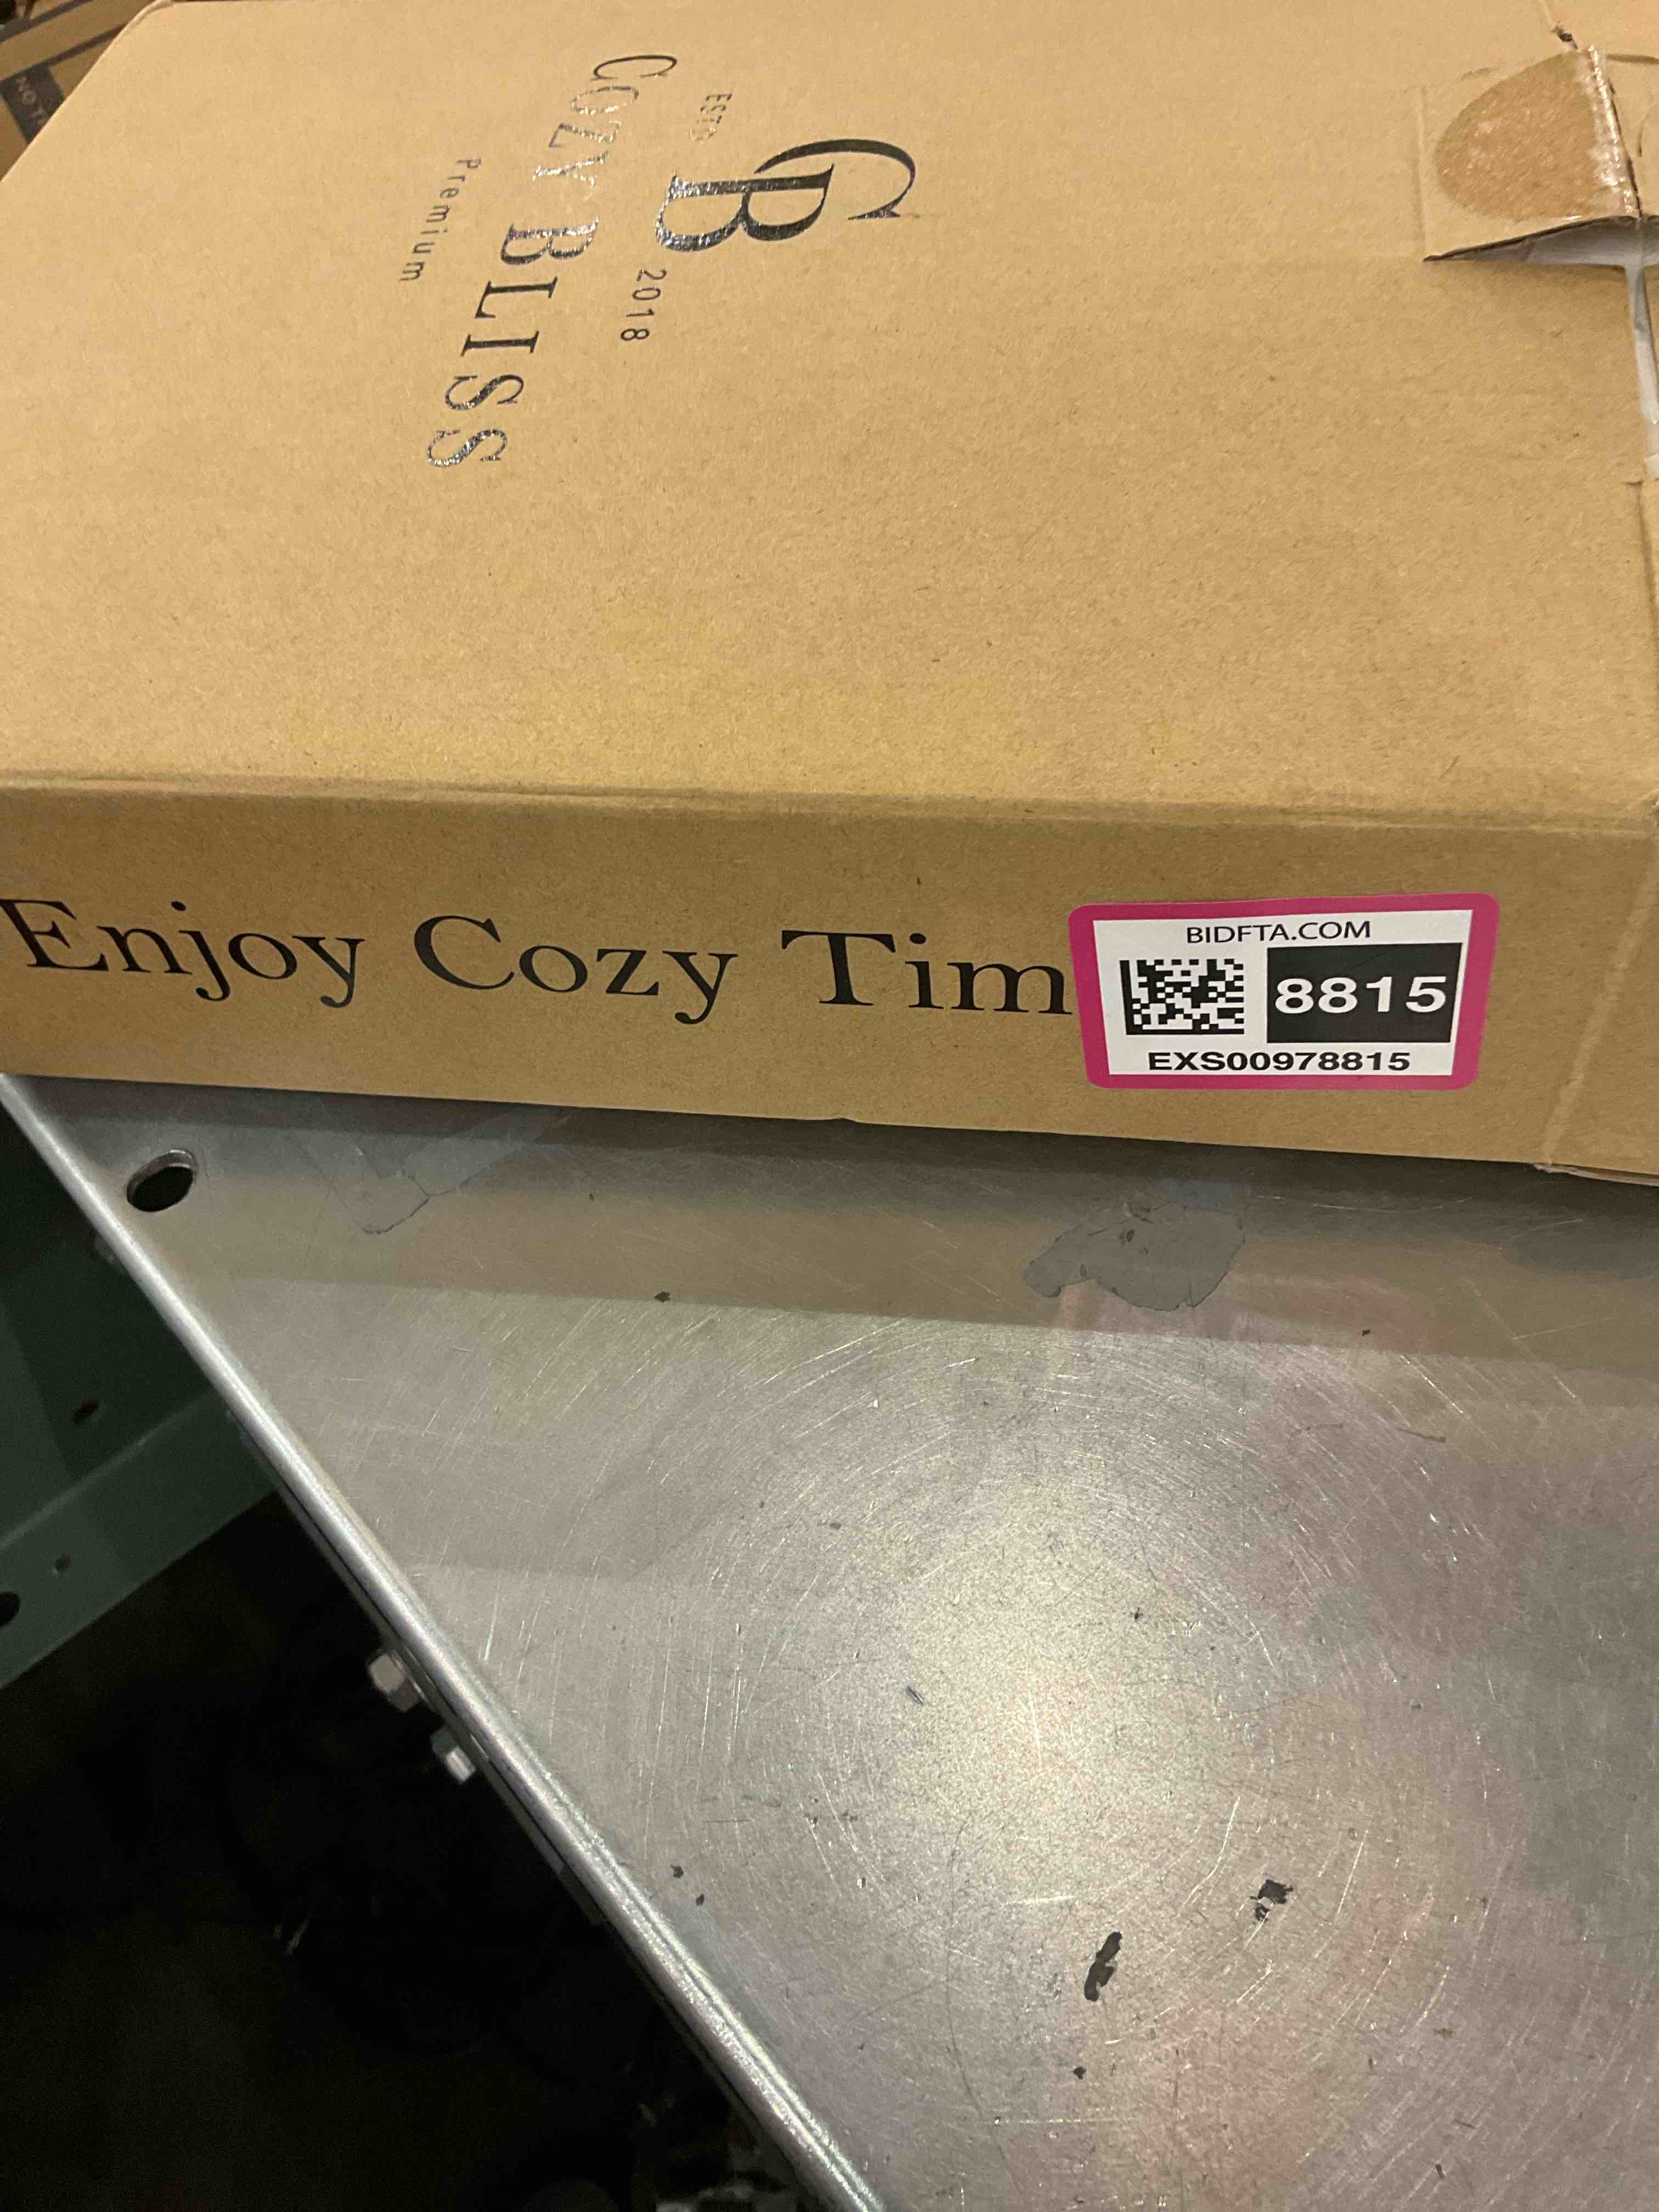 CB
ESTD 2018
COZY BLISS
Premium
Enjoy Cozy Tim
BIDFTA.COM
8815
EXS00978815